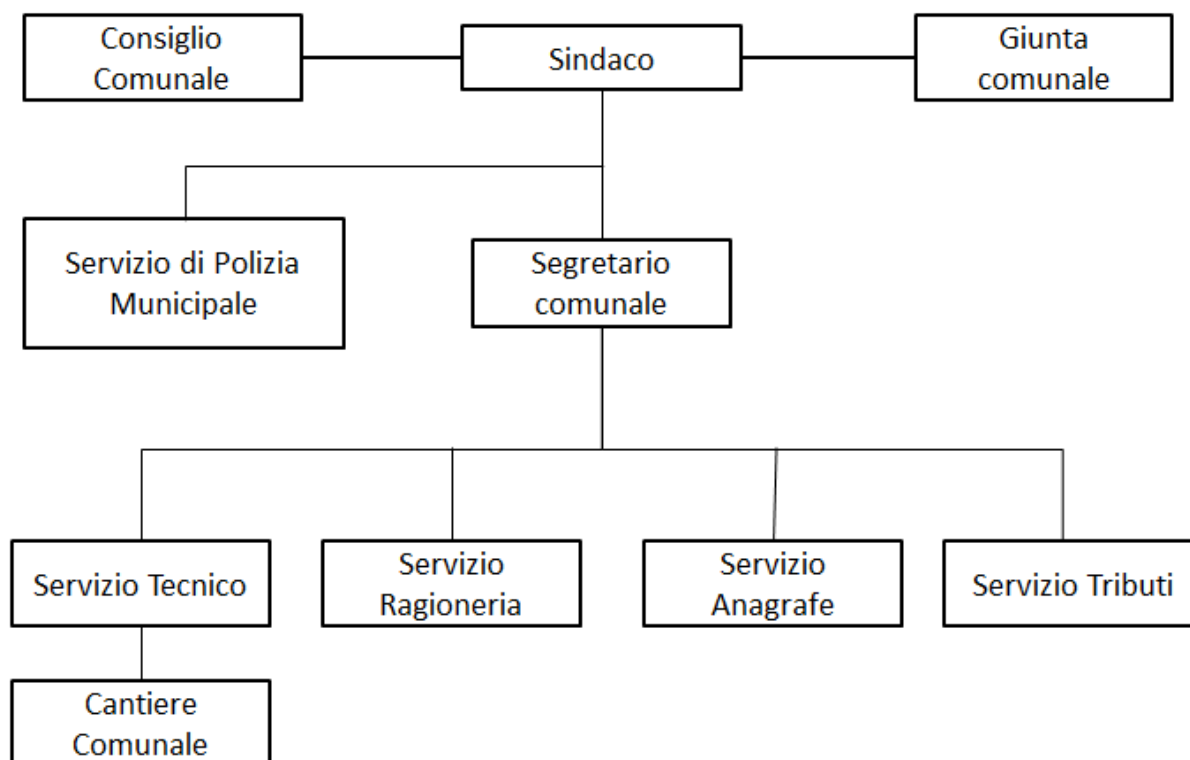 Consiglio
Comunale
Sindaco
Giunta
comunale
Servizio di Polizia
Municipale
Segretario
comunale
Servizio Tecnico
Servizio
Ragioneria
Servizio
Anagrafe
Servizio Tributi
Cantiere
Comunale